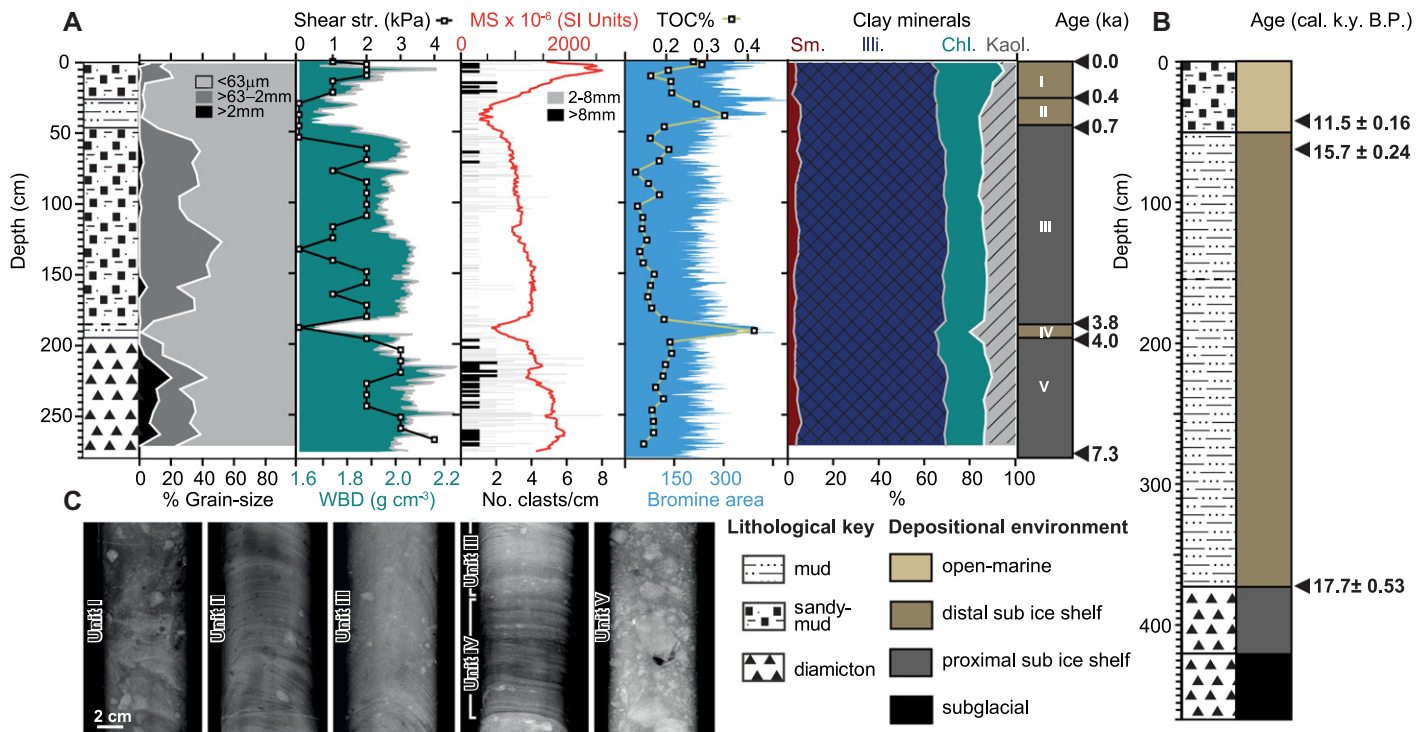 A
Shear str. (kPa)
0 1 2 3 4
MS x 10⁻⁶ (SI Units)
0 2000
TOC%
0.2 0.3 0.4
Clay minerals
Sm. Illi. Chl. Kaol.
Age (ka)
B
Age (cal. k.y. B.P.)
Depth (cm)
0
50
100
150
200
250
<63µm
>63–2mm
>2mm
2-8mm
>8mm
I
II
III
IV
V
0.0
0.4
0.7
3.8
4.0
7.3
0 20 40 60 80
% Grain-size
1.6 1.8 2.0 2.2
WBD (g cm⁻³)
0 2 4 6 8
No. clasts/cm
150 300
Bromine area
0 20 40 60 80 100
%
Depth (cm)
0
100
200
300
400
11.5 ± 0.16
15.7 ± 0.24
17.7± 0.53
C
Unit I
2 cm
Unit II
Unit III
Unit III
Unit IV
Unit V
Lithological key
mud
sandy-
mud
diamicton
Depositional environment
open-marine
distal sub ice shelf
proximal sub ice shelf
subglacial